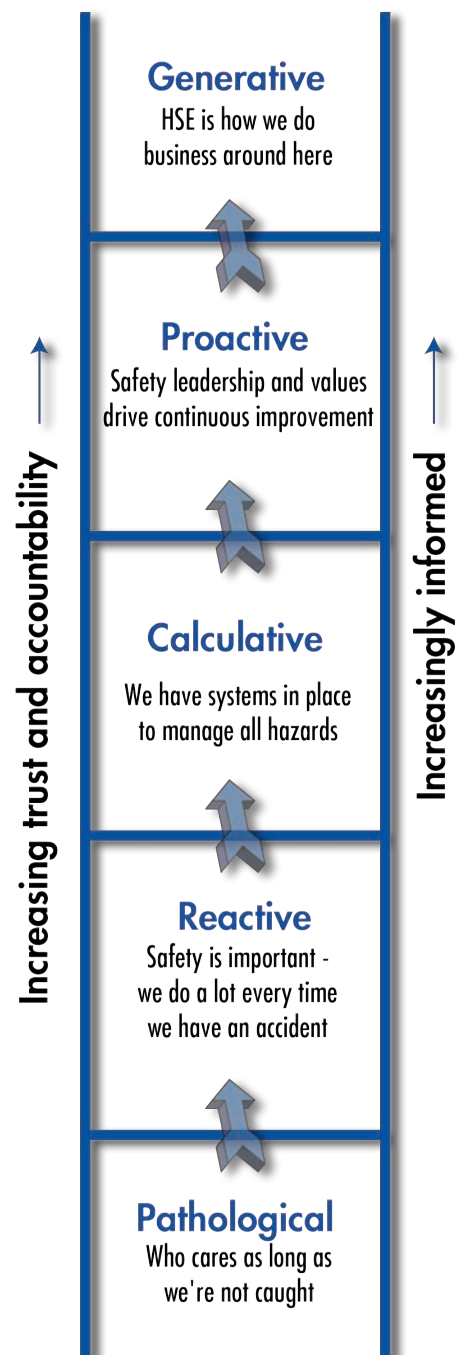 Generative
HSE is how we do
business around here
Proactive
Safety leadership and values
drive continuous improvement
Calculative
We have systems in place
to manage all hazards
Reactive
Safety is important -
we do a lot every time
we have an accident
Pathological
Who cares as long as
we're not caught
Increasing trust and accountability
Increasingly informed